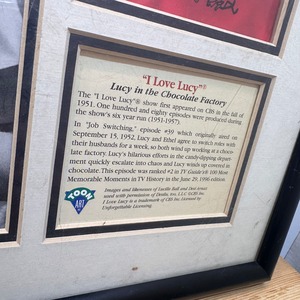 "I Love Lucy"®
Lucy in the Chocolate Factory
The "I Love Lucy"® show first appeared on CBS in the fall of
1951. One hundred and eighty episodes were produced during
the show's six year run (1951-1957).
In "Job Switching," episode #39 which originally aired on
September 15, 1952, Lucy and Ethel agree to switch roles with
their husbands for a week, so both wind up working at a choco-
late factory. Lucy's hilarious efforts in the candy-dipping depart-
ment quickly escalate into chaos and Lucy winds up covered in
chocolate. This episode was ranked #2 in TV Guide's® 100 Most
Memorable Moments in TV History in the June 29, 1996 edition.
ZOOM
ART
Images and likenesses of Lucille Ball and Desi Arnaz
used with permission of Desilu, too, LLC ©CBS Inc.
I Love Lucy is a trademark of CBS Inc. Licensed by
Unforgettable Licensing.